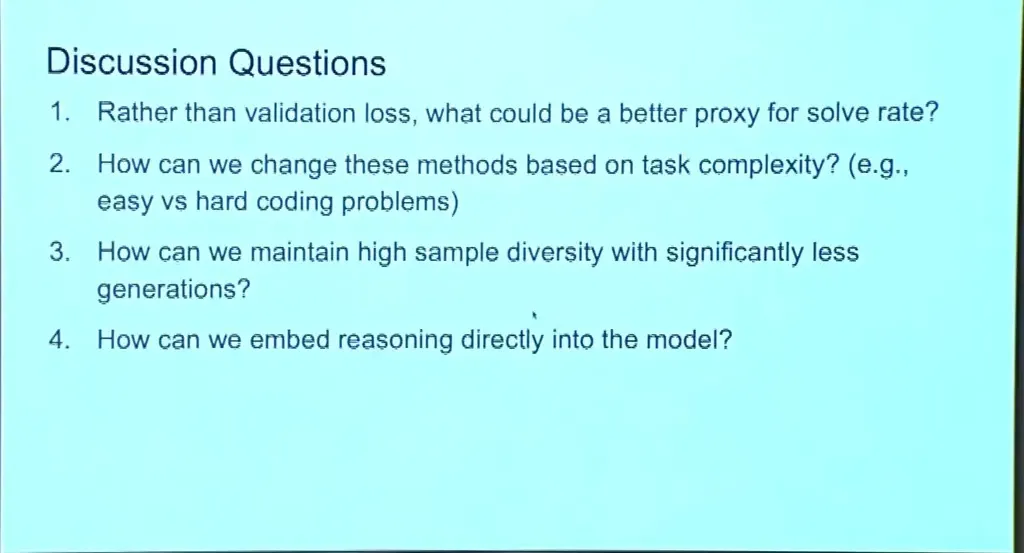 Discussion Questions
1. Rather than validation loss, what could be a better proxy for solve rate?
2. How can we change these methods based on task complexity? (e.g.,
easy vs hard coding problems)
3. How can we maintain high sample diversity with significantly less
generations?
4. How can we embed reasoning directly into the model?